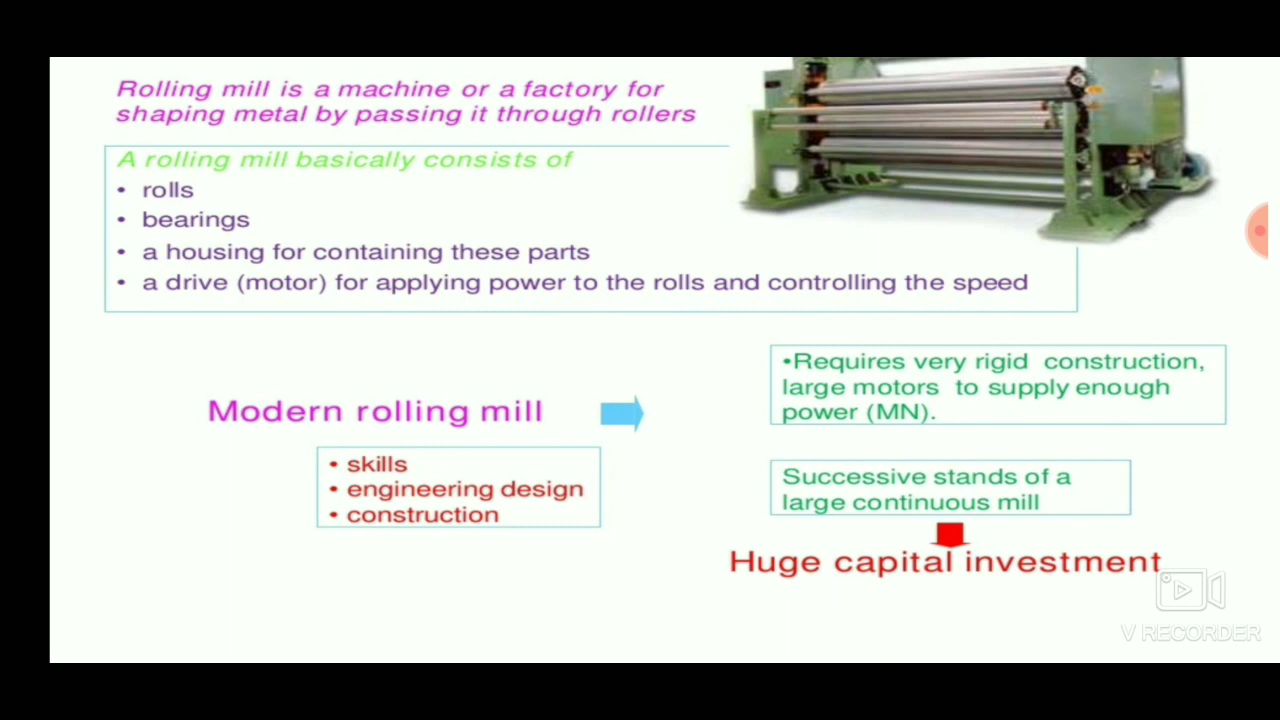 Rolling mill is a machine or a factory for
shaping metal by passing it through rollers
A rolling mill basically consists of
• rolls
• bearings
• a housing for containing these parts
• a drive (motor) for applying power to the rolls and controlling the speed
Modern rolling mill
• skills
• engineering design
• construction
•Requires very rigid construction,
large motors to supply enough
power (MN).
Successive stands of a
large continuous mill
Huge capital investment
V RECORDER